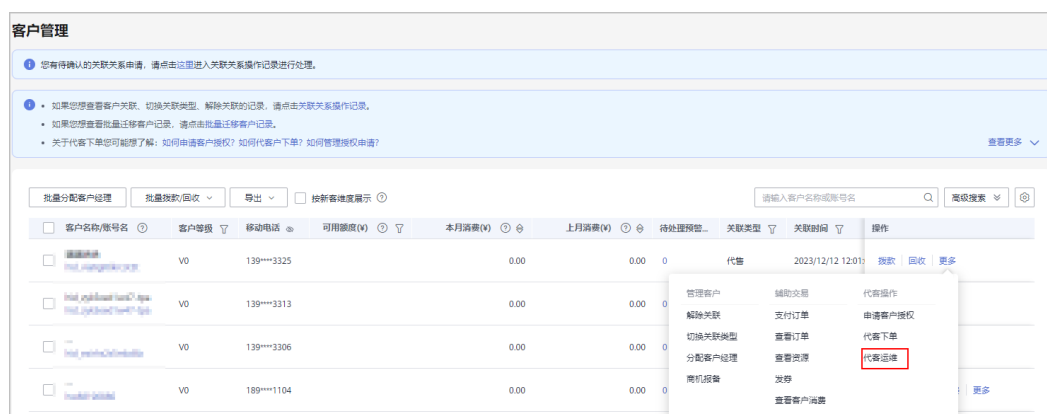 客户管理
您有待确认的关联关系申请，请点击这里进入关联关系操作记录进行处理。
• 如果您想查看客户关联、切换关联类型、解除关联的记录，请点击关联关系操作记录。
• 如果您想查看批量迁移客户记录，请点击批量迁移客户记录。
• 关于代客下单您可能想了解：如何申请客户授权？如何代客户下单？如何管理授权申请？
查看更多
批量分配客户经理 批量拨款/回收 导出 按新客维度展示 请输入客户名称或账号名 高级搜索
客户名称/账号名 客户等级 移动电话 可用额度(¥) 本月消费(¥) 上月消费(¥) 待处理预警... 关联类型 关联时间 操作
V0 139****3325 0.00 0.00 0 代售 2023/12/12 12:01: 拨款 回收 更多
管理客户 辅助交易 代客操作
V0 139****3313 0.00 0.00 0
解除关联 支付订单 申请客户授权
切换关联类型 查看订单 代客下单
V0 139****3306 0.00 0.00 0
分配客户经理 查看资源 代客运维
商机报备 发券
V0 189****1104 0.00 0.00 0 更多
查看客户消费